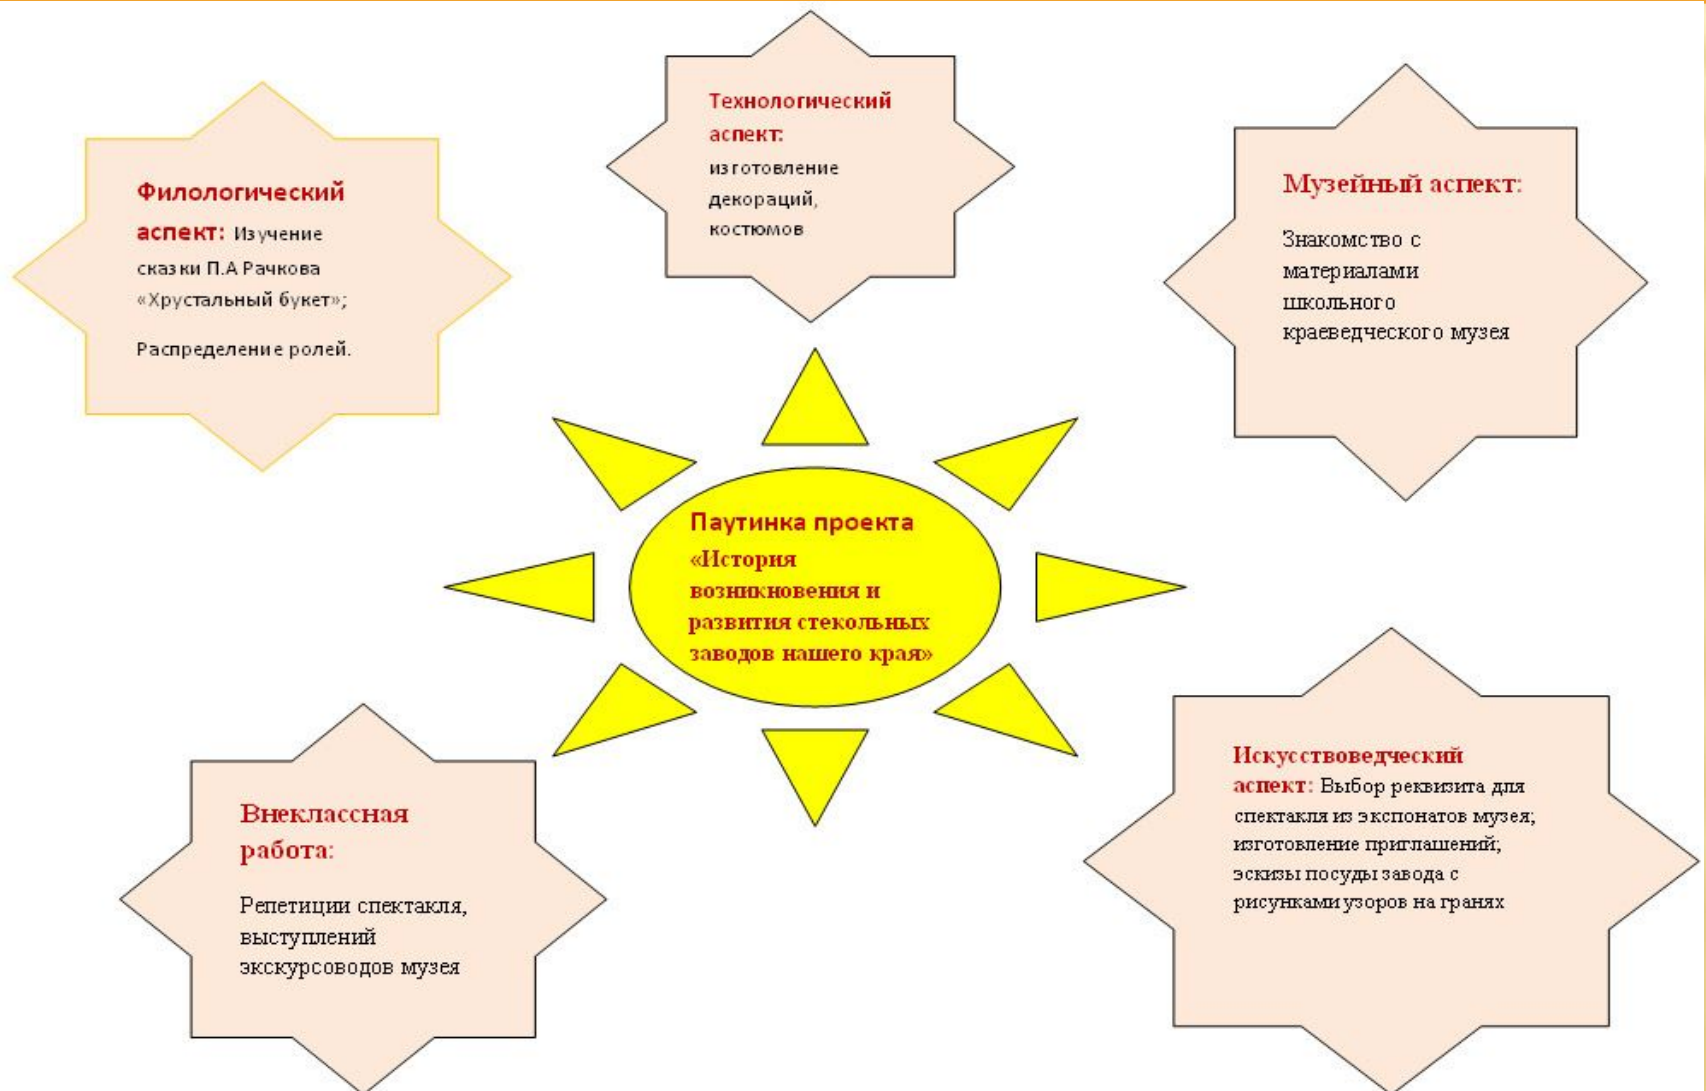 Технологический
аспект:
изготовление
декораций,
костюмов
Филологический
аспект: Изучение
сказки П.А Рачкова
«Хрустальный букет»;
Распределение ролей.
Музейный аспект:
Знакомство с
материалами
школьного
краеведческого музея
Паутинка проекта
«История
возникновения и
развития стекольных
заводов нашего края»
Внеклассная
работа:
Репетиции спектакля,
выступлений
экскурсоводов музея
Искусствоведческий
аспект: Выбор реквизита для
спектакля из экспонатов музея;
изготовление приглашений;
эскизы посуды завода с
рисунками узоров на гранях